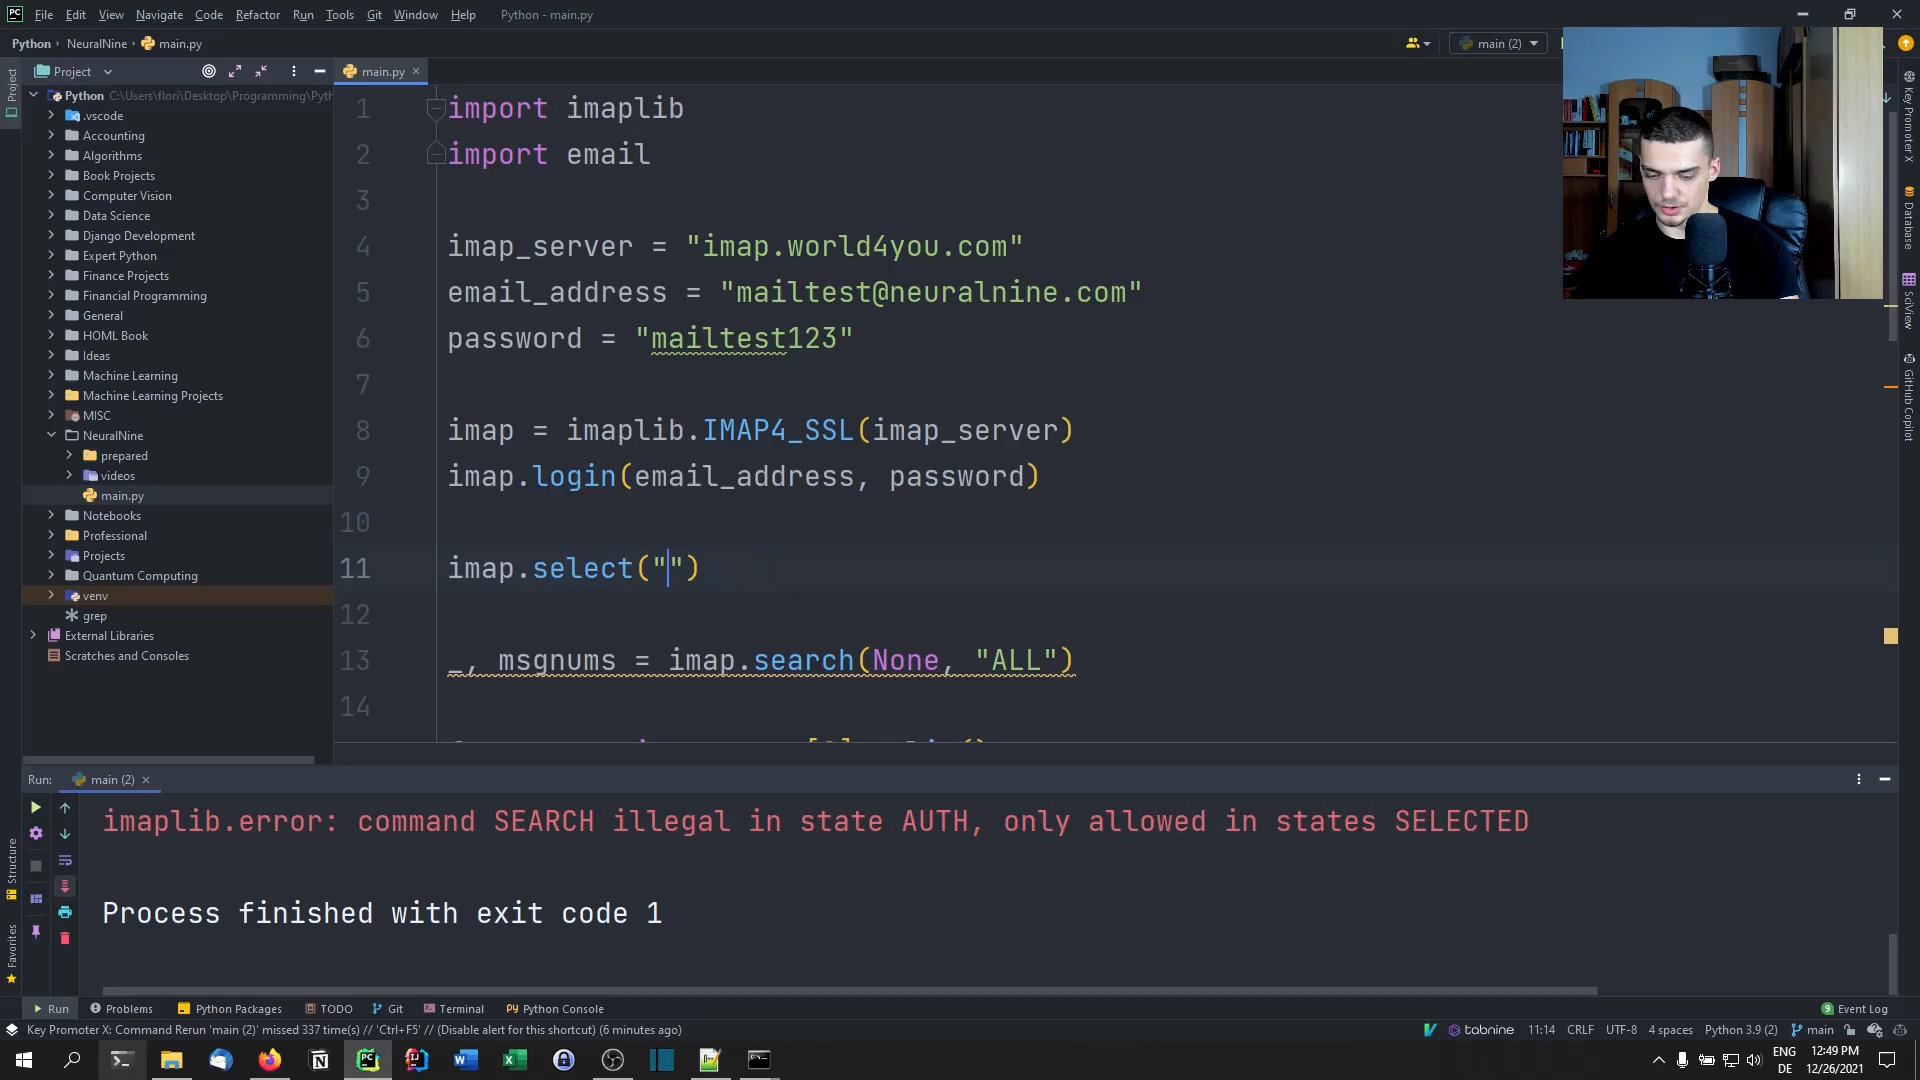 File Edit View Navigate Code Refactor Run Tools Git Window Help Python - main.py
Python NeuralNine main.py
main (2)
Project
main.py
Python C:\Users\flori\Desktop\Programming\Pyth
.vscode
Accounting
Algorithms
Book Projects
Computer Vision
Data Science
Django Development
Expert Python
Finance Projects
Financial Programming
General
HOML Book
Ideas
Machine Learning
Machine Learning Projects
MISC
NeuralNine
prepared
videos
main.py
Notebooks
Professional
Projects
Quantum Computing
venv
grep
External Libraries
Scratches and Consoles
Project
Structure
Favorites
1 import imaplib
2 import email
3
4 imap_server = "imap.world4you.com"
5 email_address = "mailtest@neuralnine.com"
6 password = "mailtest123"
7
8 imap = imaplib.IMAP4_SSL(imap_server)
9 imap.login(email_address, password)
10
11 imap.select("")
12
13 _, msgnums = imap.search(None, "ALL")
14
Key Promoter X
Database
SciView
GitHub Copilot
Run: main (2)
imaplib.error: command SEARCH illegal in state AUTH, only allowed in states SELECTED
Process finished with exit code 1
Run Problems Python Packages TODO Git Terminal Python Console Event Log
Key Promoter X: Command Rerun 'main (2)' missed 337 time(s) // 'Ctrl+F5' // (Disable alert for this shortcut) (6 minutes ago) tabnine 11:14 CRLF UTF-8 4 spaces Python 3.9 (2) main
ENG 12:49 PM
DE 12/26/2021